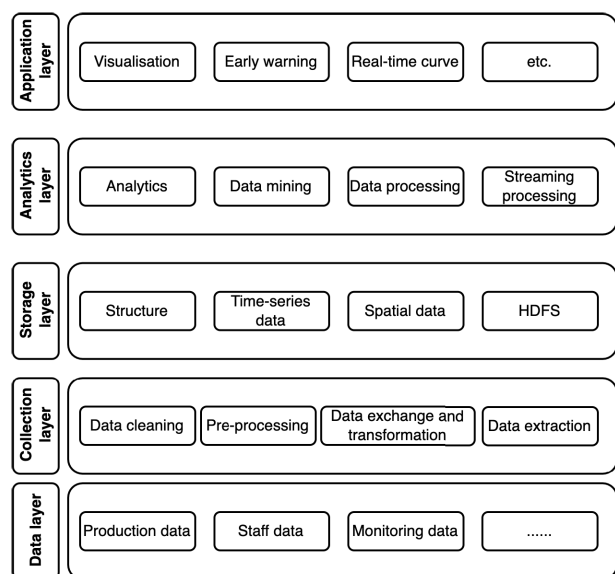 Application
layer
Visualisation
Early warning
Real-time curve
etc.
Analytics
layer
Analytics
Data mining
Data processing
Streaming
processing
Storage
layer
Structure
Time-series
data
Spatial data
HDFS
Collection
layer
Data cleaning
Pre-processing
Data exchange and
transformation
Data extraction
Data layer
Production data
Staff data
Monitoring data
......